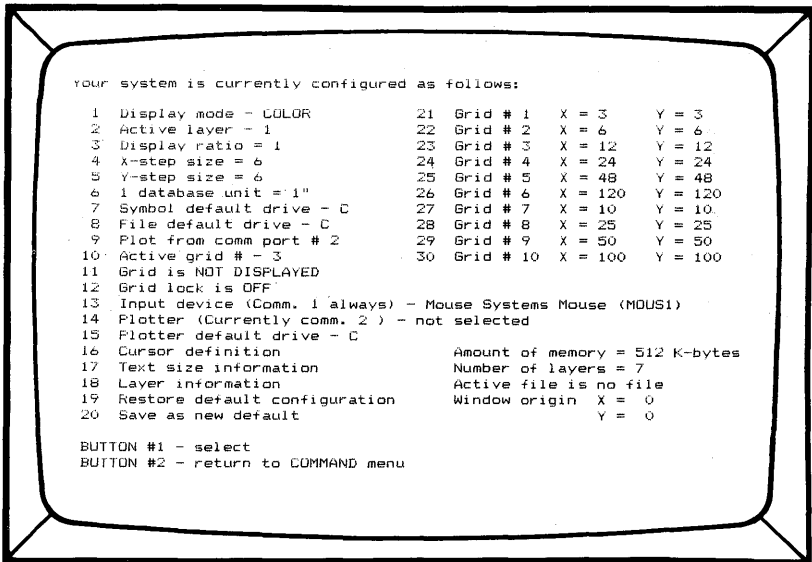 Your system is currently configured as follows:
1 Display mode - COLOR 21 Grid # 1 X = 3 Y = 3
2 Active layer - 1 22 Grid # 2 X = 6 Y = 6
3 Display ratio = 1 23 Grid # 3 X = 12 Y = 12
4 X-step size = 6 24 Grid # 4 X = 24 Y = 24
5 Y-step size = 6 25 Grid # 5 X = 48 Y = 48
6 1 database unit = 1" 26 Grid # 6 X = 120 Y = 120
7 Symbol default drive - C 27 Grid # 7 X = 10 Y = 10
8 File default drive - C 28 Grid # 8 X = 25 Y = 25
9 Plot from comm port # 2 29 Grid # 9 X = 50 Y = 50
10 Active grid # - 3 30 Grid # 10 X = 100 Y = 100
11 Grid is NOT DISPLAYED
12 Grid lock is OFF
13 Input device (Comm. 1 always) - Mouse Systems Mouse (MOUS1)
14 Plotter (Currently comm. 2 ) - not selected
15 Plotter default drive - C
16 Cursor definition Amount of memory = 512 K-bytes
17 Text size information Number of layers = 7
18 Layer information Active file is no file
19 Restore default configuration Window origin X = 0
20 Save as new default Y = 0
BUTTON #1 - select
BUTTON #2 - return to COMMAND menu